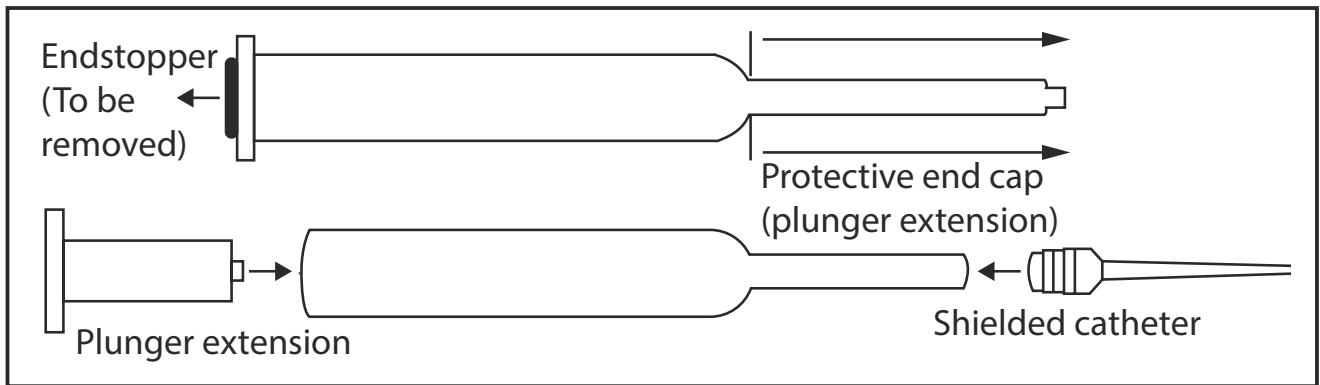 Endstopper
(To be
removed)
Protective end cap
(plunger extension)
Plunger extension
Shielded catheter